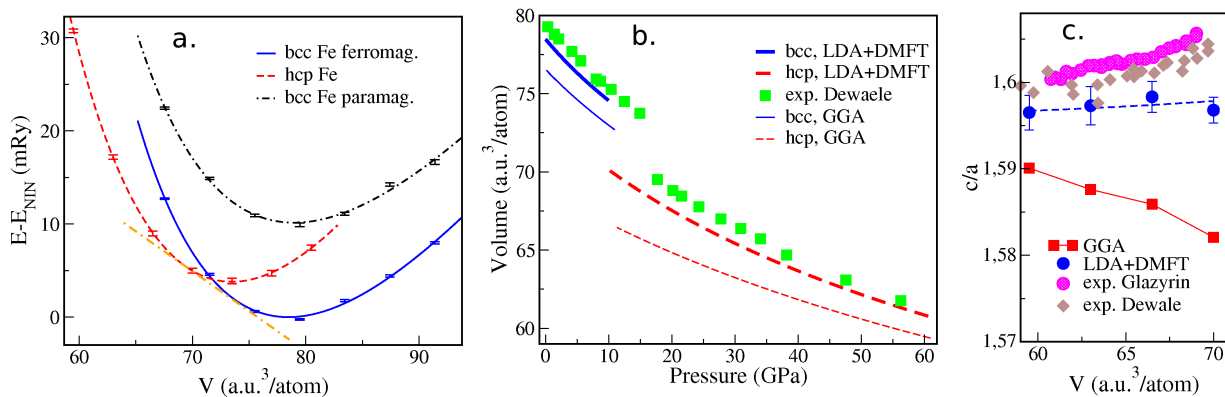 a.
E-E_NIN (mRy)
30
20
10
0
60
70
80
90
V (a.u.³/atom)
bcc Fe ferromag.
hcp Fe
bcc Fe paramag.
b.
Volume (a.u.³/atom)
80
75
70
65
60
0
10
20
30
40
50
60
Pressure (GPa)
bcc, LDA+DMFT
hcp, LDA+DMFT
exp. Dewaele
bcc, GGA
hcp, GGA
c.
c/a
1,6
1,59
1,58
1,57
60
65
70
V (a.u.³/atom)
GGA
LDA+DMFT
exp. Glazyrin
exp. Dewale